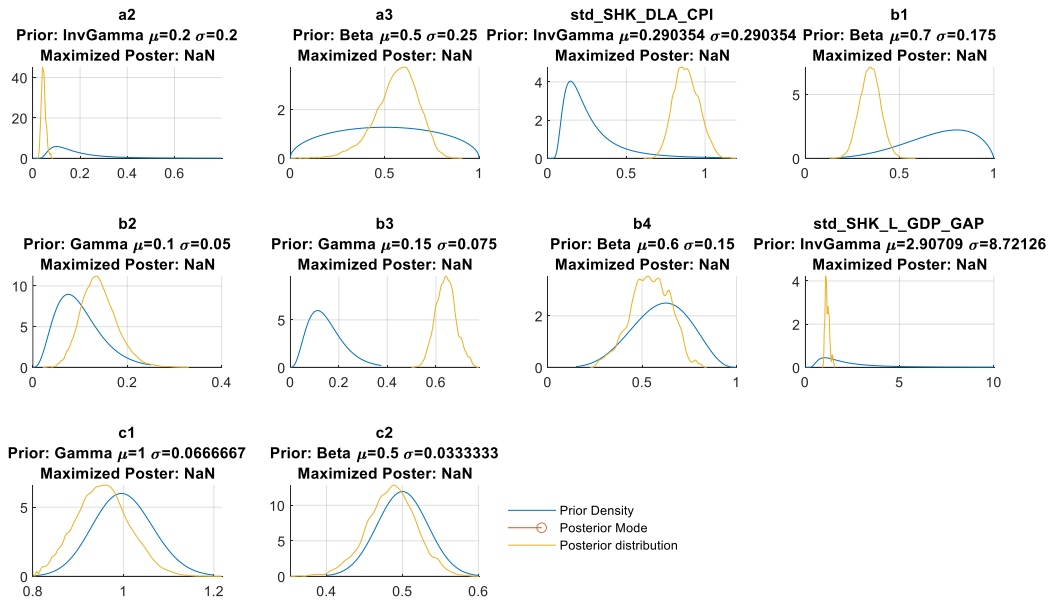 a2
Prior: InvGamma μ=0.2 σ=0.2
Maximized Poster: NaN
40
20
0
0 0.2 0.4 0.6
a3
Prior: Beta μ=0.5 σ=0.25
Maximized Poster: NaN
2
0
0 0.5 1
std_SHK_DLA_CPI
Prior: InvGamma μ=0.290354 σ=0.290354
Maximized Poster: NaN
4
2
0
0 0.5 1
b1
Prior: Beta μ=0.7 σ=0.175
Maximized Poster: NaN
5
0
0 0.5 1
b2
Prior: Gamma μ=0.1 σ=0.05
Maximized Poster: NaN
10
5
0
0 0.2 0.4
b3
Prior: Gamma μ=0.15 σ=0.075
Maximized Poster: NaN
5
0
0 0.2 0.4 0.6
b4
Prior: Beta μ=0.6 σ=0.15
Maximized Poster: NaN
2
0
0 0.5 1
std_SHK_L_GDP_GAP
Prior: InvGamma μ=2.90709 σ=8.72126
Maximized Poster: NaN
4
2
0
0 5 10
c1
Prior: Gamma μ=1 σ=0.0666667
Maximized Poster: NaN
5
0
0.8 1 1.2
c2
Prior: Beta μ=0.5 σ=0.0333333
Maximized Poster: NaN
10
5
0
0.4 0.5 0.6
Prior Density
Posterior Mode
Posterior distribution